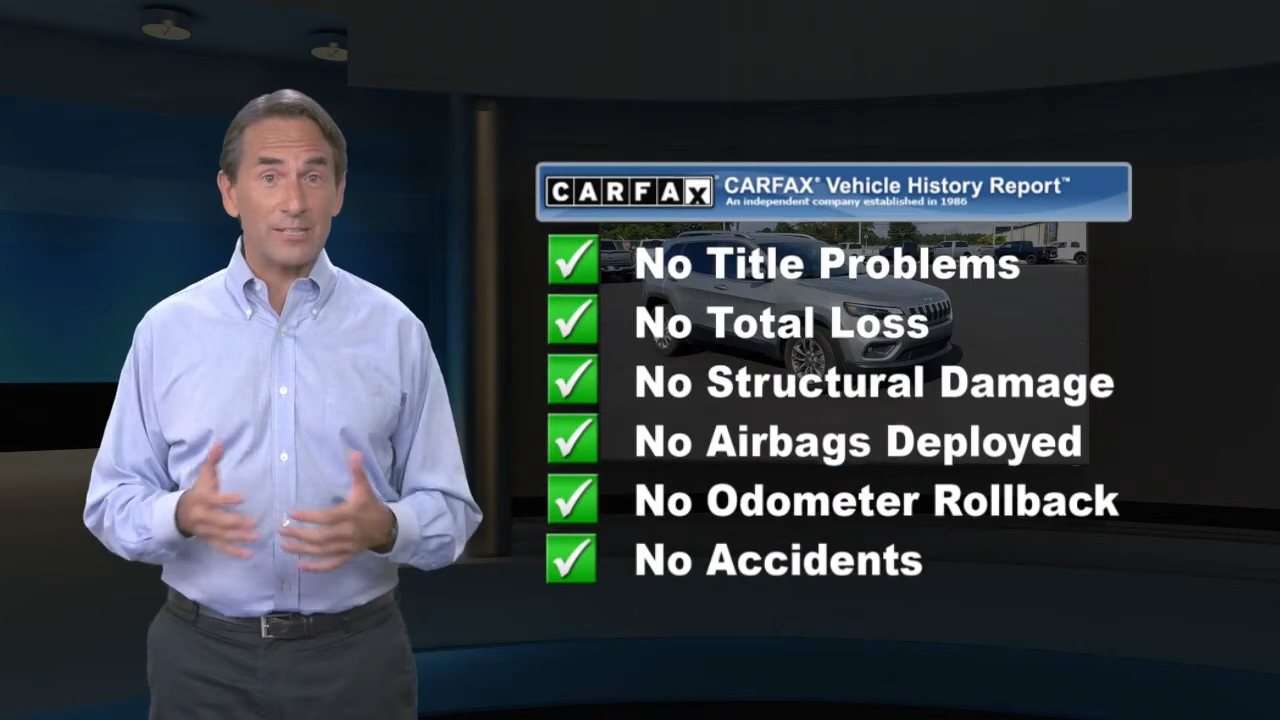 CARFAX® CARFAX® Vehicle History Report™
An independent company established in 1986
No Title Problems
No Total Loss
No Structural Damage
No Airbags Deployed
No Odometer Rollback
No Accidents